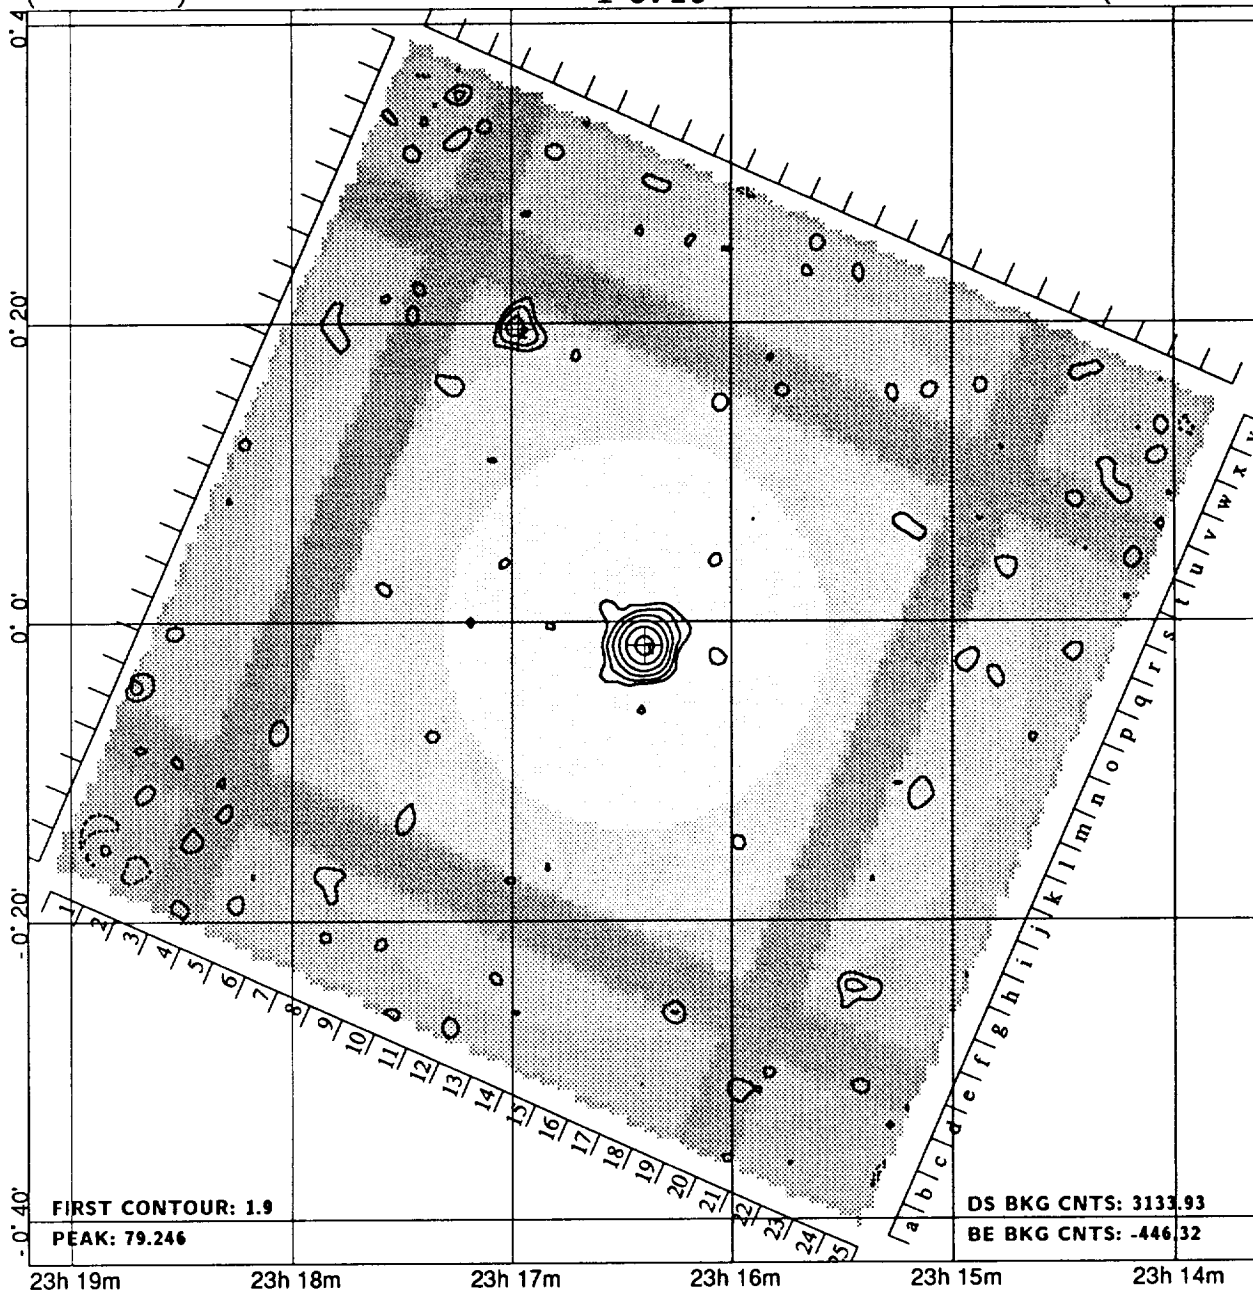 0° 4
0° 20'
0° 0'
- 0° 20'
- 0° 40'
1 2 3 4 5 6 7 8 9 10 11 12 13 14 15 16 17 18 19 20 21 22 23 24 25
a b c d e f g h i j k l m n o p q r s t u v w x y
FIRST CONTOUR: 1.9
PEAK: 79.246
DS BKG CNTS: 3133.93
BE BKG CNTS: -446.32
23h 19m 23h 18m 23h 17m 23h 16m 23h 15m 23h 14m